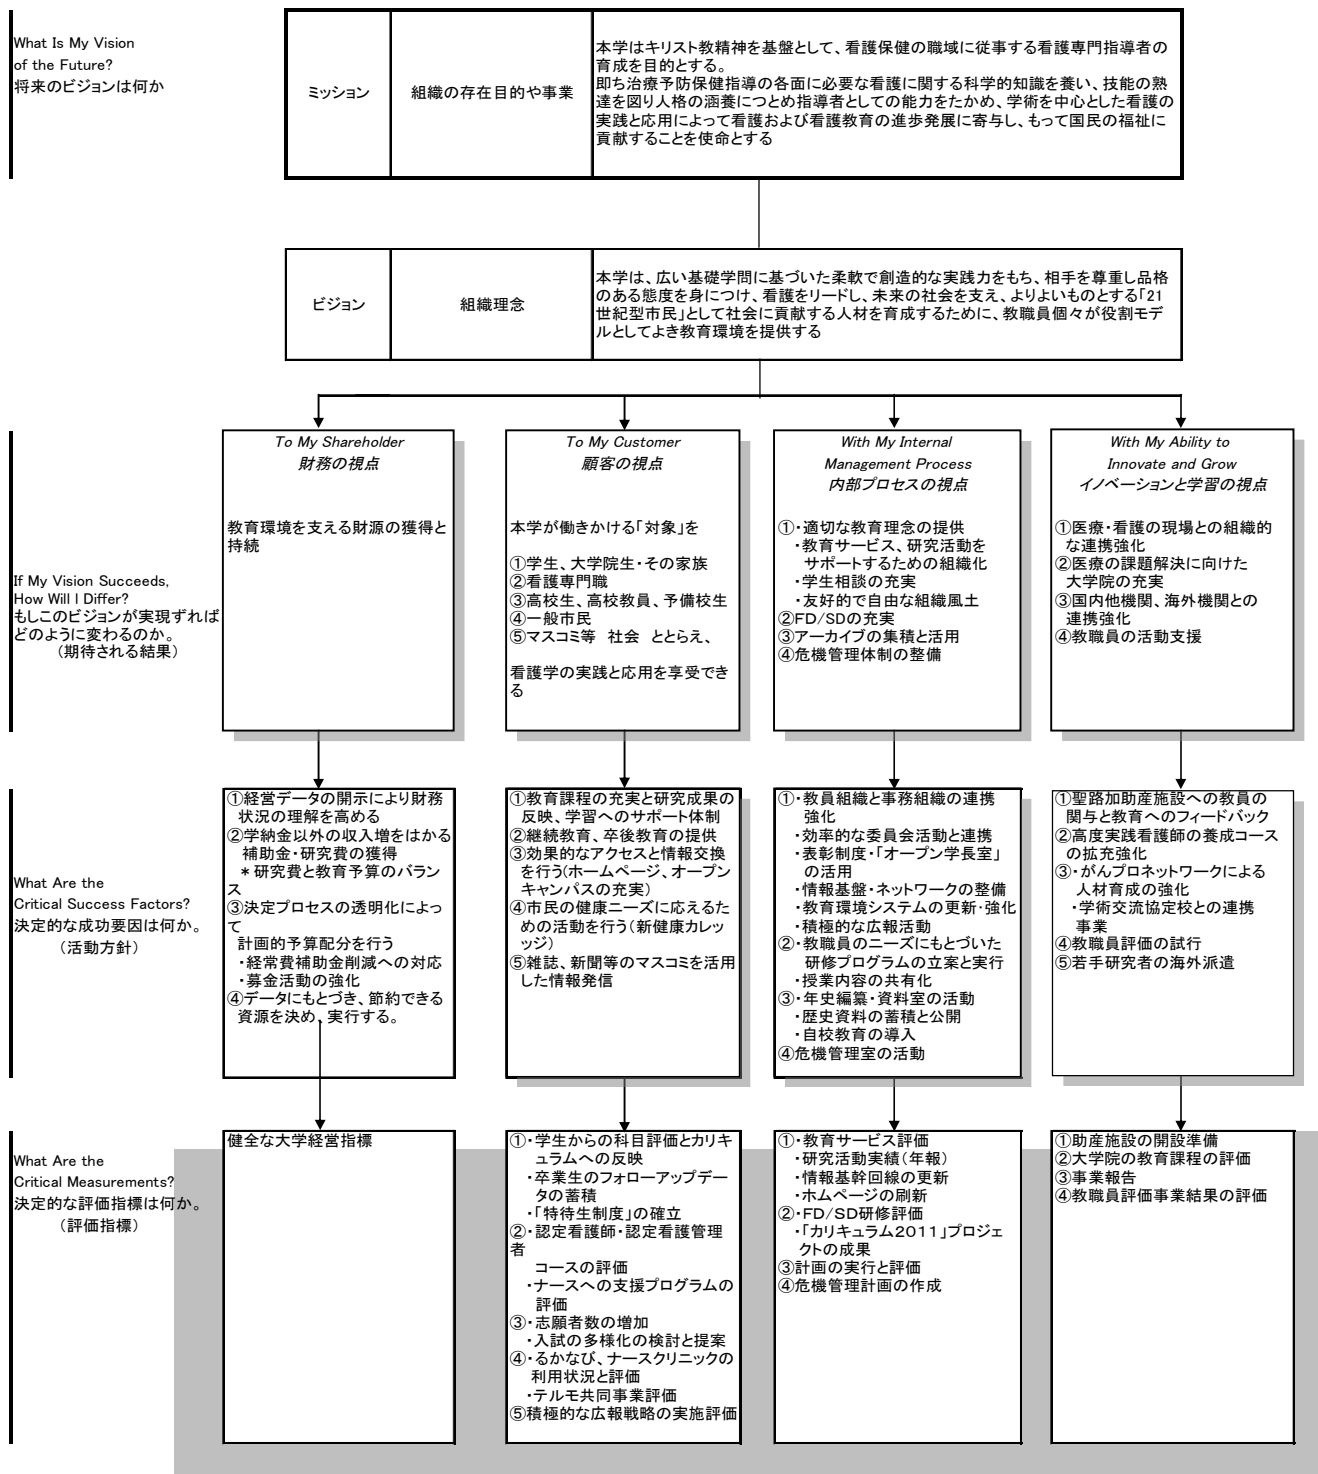 What Is My Vision
of the Future?
将来のビジョンは何か
ミッション
組織の存在目的や事業
本学はキリスト教精神を基盤として、看護保健の職域に従事する看護専門指導者の
育成を目的とする。
即ち治療予防保健指導の各面に必要な看護に関する科学的知識を養い、技能の熟
達を図り人格の涵養につとめ指導者としての能力をたかめ、学術を中心とした看護の
実践と応用によって看護および看護教育の進歩発展に寄与し、もって国民の福祉に
貢献することを使命とする
ビジョン
組織理念
本学は、広い基礎学問に基づいた柔軟で創造的な実践力をもち、相手を尊重し品格
のある態度を身につけ、看護をリードし、未来の社会を支え、よりよいものとする「21
世紀型市民」として社会に貢献する人材を育成するために、教職員個々が役割モデ
ルとしてよき教育環境を提供する
If My Vision Succeeds,
How Will I Differ?
もしこのビジョンが実現ずれば
どのように変わるのか。
（期待される結果）
To My Shareholder
財務の視点
教育環境を支える財源の獲得と
持続
To My Customer
顧客の視点
本学が働きかける「対象」を
①学生、大学院生・その家族
②看護専門職
③高校生、高校教員、予備校生
④一般市民
⑤マスコミ等　社会　ととらえ、
看護学の実践と応用を享受でき
る
With My Internal
Management Process
内部プロセスの視点
①・適切な教育理念の提供
・教育サービス、研究活動を
サポートするための組織化
・学生相談の充実
・友好的で自由な組織風土
②FD/SDの充実
③アーカイブの集積と活用
④危機管理体制の整備
With My Ability to
Innovate and Grow
イノベーションと学習の視点
①医療・看護の現場との組織的
な連携強化
②医療の課題解決に向けた
大学院の充実
③国内他機関、海外機関との
連携強化
④教職員の活動支援
What Are the
Critical Success Factors?
決定的な成功要因は何か。
（活動方針）
①経営データの開示により財務
状況の理解を高める
②学納金以外の収入増をはかる
補助金・研究費の獲得
＊研究費と教育予算のバラン
ス
③決定プロセスの透明化によっ
て
計画的予算配分を行う
・経常費補助金削減への対応
・募金活動の強化
④データにもとづき、節約できる
資源を決め、実行する。
①教育課程の充実と研究成果の
反映、学習へのサポート体制
②継続教育、卒後教育の提供
③効果的なアクセスと情報交換
を行う（ホームページ、オープン
キャンパスの充実）
④市民の健康ニーズに応えるた
めの活動を行う（新健康カレッ
ッジ）
⑤雑誌、新聞等のマスコミを活用
した情報発信
①・教員組織と事務組織の連携
強化
・効率的な委員会活動と連携
・表彰制度・「オープン学長室」
の活用
・情報基盤・ネットワークの整備
・教育環境システムの更新・強化
・積極的な広報活動
②・教職員のニーズにもとづいた
研修プログラムの立案と実行
・授業内容の共有化
③・年史編纂・資料室の活動
・歴史資料の蓄積と公開
・自校教育の導入
④危機管理室の活動
①聖路加助産施設への教員の
関与と教育へのフィードバック
②高度実践看護師の養成コース
の拡充強化
③・がんプロネットワークによる
人材育成の強化
・学術交流協定校との連携
事業
④教職員評価の試行
⑤若手研究者の海外派遣
What Are the
Critical Measurements?
決定的な評価指標は何か。
（評価指標）
健全な大学経営指標
①・学生からの科目評価とカリキ
ュラムへの反映
・卒業生のフォローアップデー
タの蓄積
・「特待生制度」の確立
②・認定看護師・認定看護管理
者
コースの評価
・ナースへの支援プログラムの
評価
③・志願者数の増加
・入試の多様化の検討と提案
④・るかなび、ナースクリニックの
利用状況と評価
・テルモ共同事業評価
⑤積極的な広報戦略の実施評価
①・教育サービス評価
・研究活動実績（年報）
・情報基幹回線の更新
・ホムページの刷新
②・FD/SD研修評価
・「カリキュラム2011」プロジェ
クトの成果
③計画の実行と評価
④危機管理計画の作成
①助産施設の開設準備
②大学院の教育課程の評価
③事業報告
④教職員評価事業結果の評価